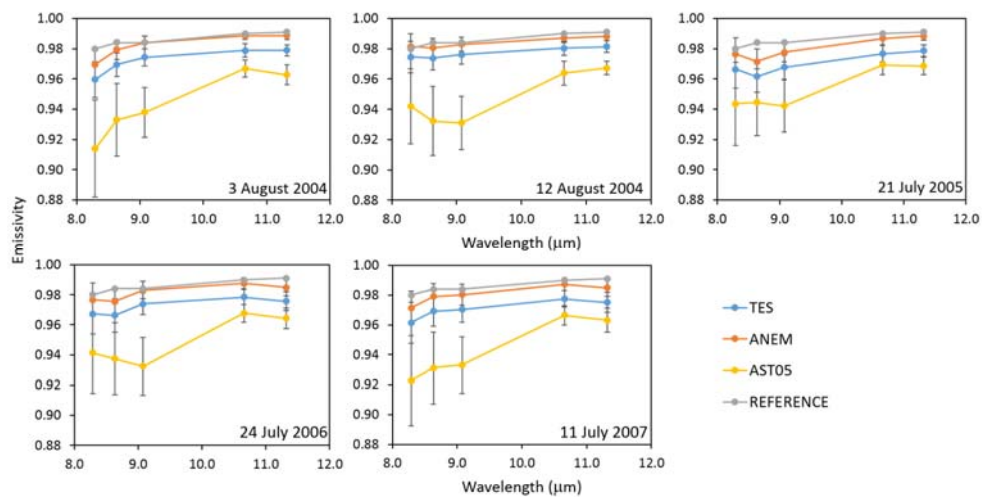 1.00
0.98
0.96
0.94
0.92
0.90
0.88
8.0 9.0 10.0 11.0 12.0
3 August 2004
1.00
0.98
0.96
0.94
0.92
0.90
0.88
8.0 9.0 10.0 11.0 12.0
12 August 2004
1.00
0.98
0.96
0.94
0.92
0.90
0.88
8.0 9.0 10.0 11.0 12.0
21 July 2005
Emissivity
Wavelength (µm)
Wavelength (µm)
1.00
0.98
0.96
0.94
0.92
0.90
0.88
8.0 9.0 10.0 11.0 12.0
24 July 2006
Wavelength (µm)
1.00
0.98
0.96
0.94
0.92
0.90
0.88
8.0 9.0 10.0 11.0 12.0
11 July 2007
Wavelength (µm)
TES
ANEM
AST05
REFERENCE